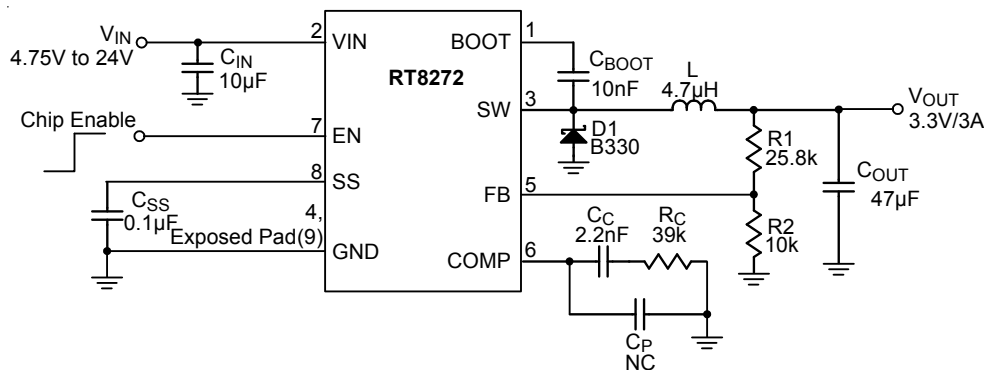 VIN
4.75V to 24V
CIN
10µF
2
VIN
RT8272
BOOT
1
CBOOT
10nF
L
4.7µH
SW
3
VOUT
3.3V/3A
D1
B330
R1
25.8k
COUT
47µF
Chip Enable
7
EN
8
SS
CSS
0.1µF
4,
Exposed Pad(9)
GND
FB
5
R2
10k
CC
2.2nF
RC
39k
COMP
6
CP
NC